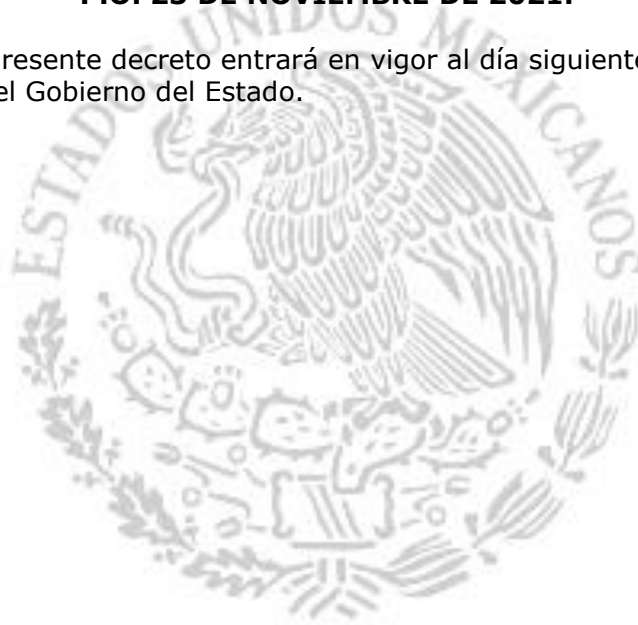 DE NOVIEMBRE DE 2021.
resente decreto entrará en vigor al día siguiente
el Gobierno del Estado.
ESTADOS UNIDOS MEXICANOS